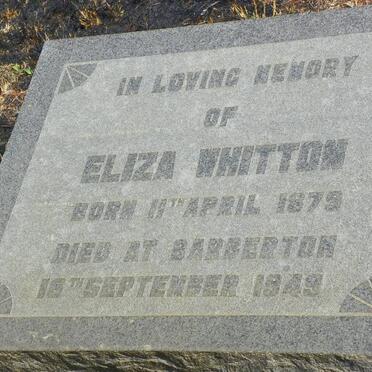 IN LOVING MEMORY
OF
ELIZA WHITTON
BORN 11TH APRIL 1879
DIED AT BARBERTON
16TH SEPTEMBER 1949